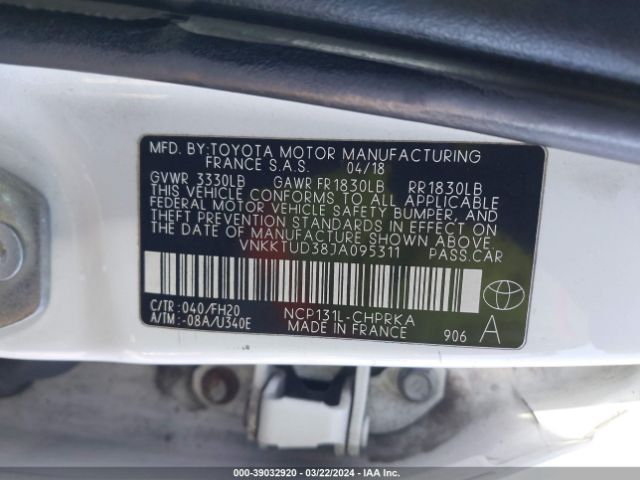 MFD. BY:TOYOTA MOTOR MANUFACTURING
FRANCE S.A.S. 04/18
GVWR 3330LB GAWR FR1830LB RR1830LB
THIS VEHICLE CONFORMS TO ALL APPLICABLE
FEDERAL MOTOR VEHICLE SAFETY, BUMPER, AND
THEFT PREVENTION STANDARDS IN EFFECT ON
THE DATE OF MANUFACTURE SHOWN ABOVE.
VNKKTUD38JA095311 PASS.CAR
C/TR:040/FH20 NCP131L-CHPRKA
A/TM:-08A/U340E MADE IN FRANCE 906 A
000-39032920 / 03/22/2024 / IAA Inc.